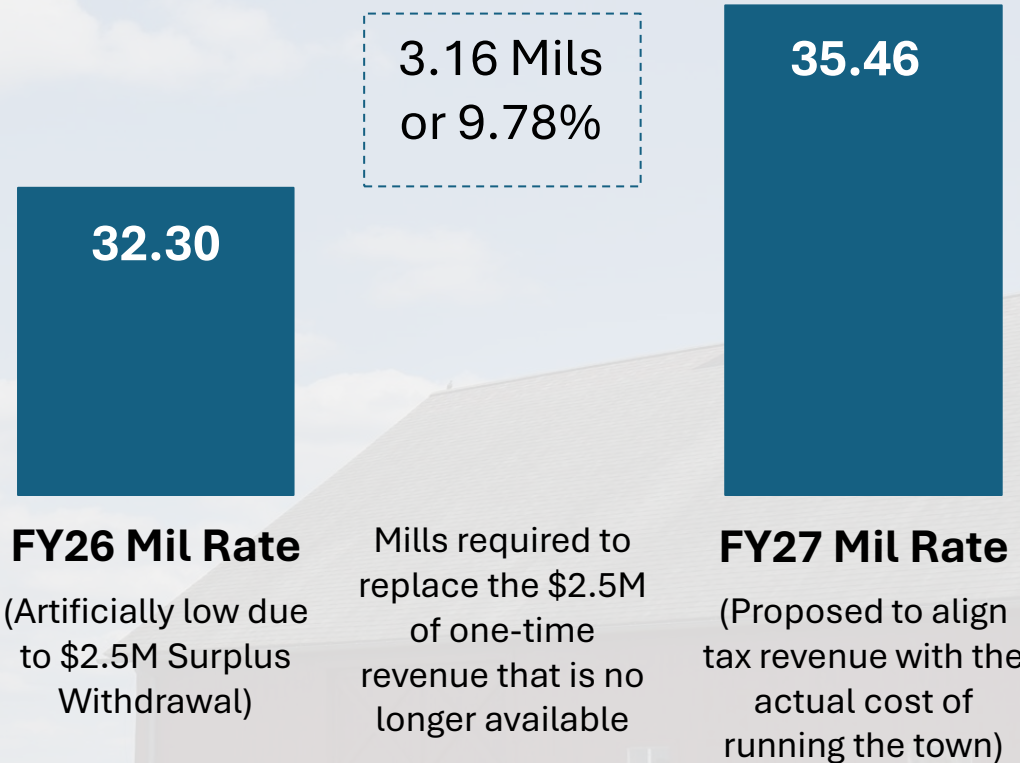 32.30
FY26 Mil Rate
(Artificially low due
to $2.5M Surplus
Withdrawal)
3.16 Mils
or 9.78%
Mills required to
replace the $2.5M
of one-time
revenue that is no
longer available
35.46
FY27 Mil Rate
(Proposed to align
tax revenue with the
actual cost of
running the town)